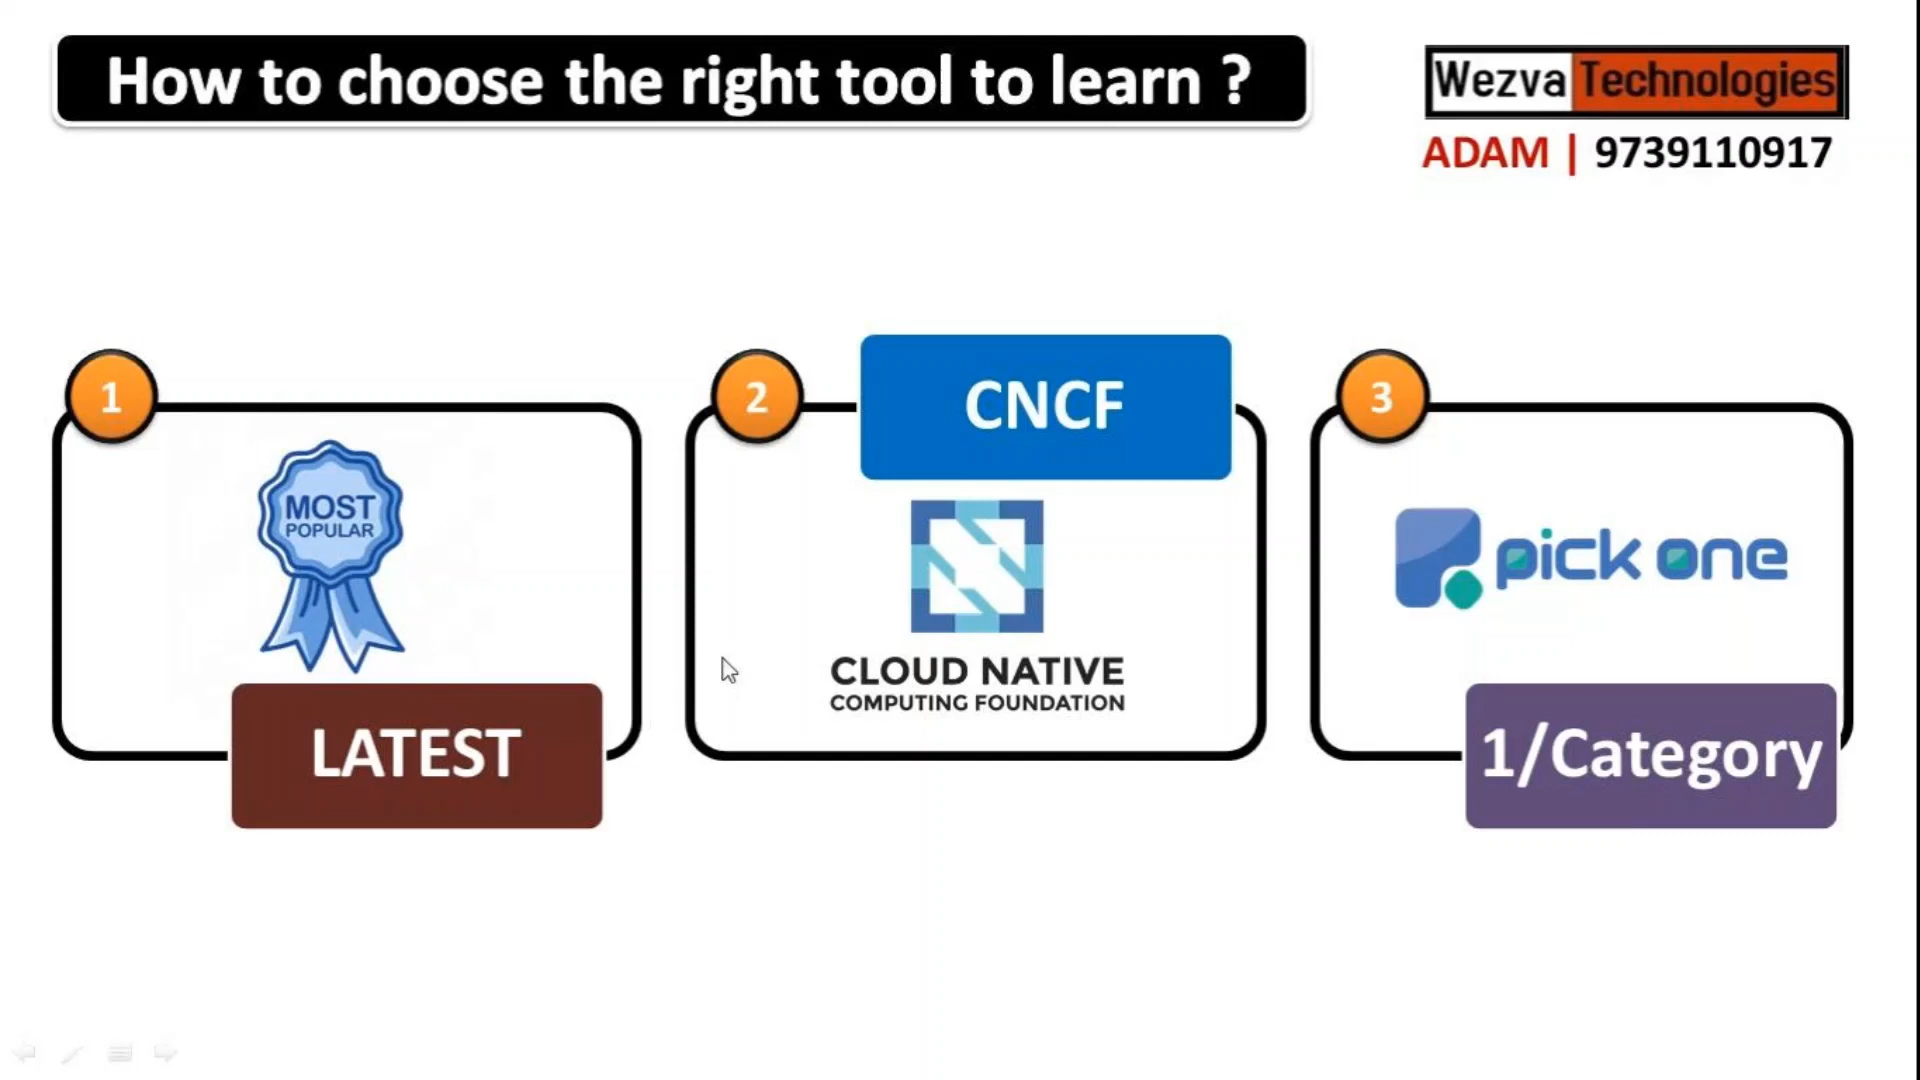 How to choose the right tool to learn ?
Wezva Technologies
ADAM | 9739110917
1
MOST
POPULAR
LATEST
2
CNCF
CLOUD NATIVE
COMPUTING FOUNDATION
3
pick one
1/Category